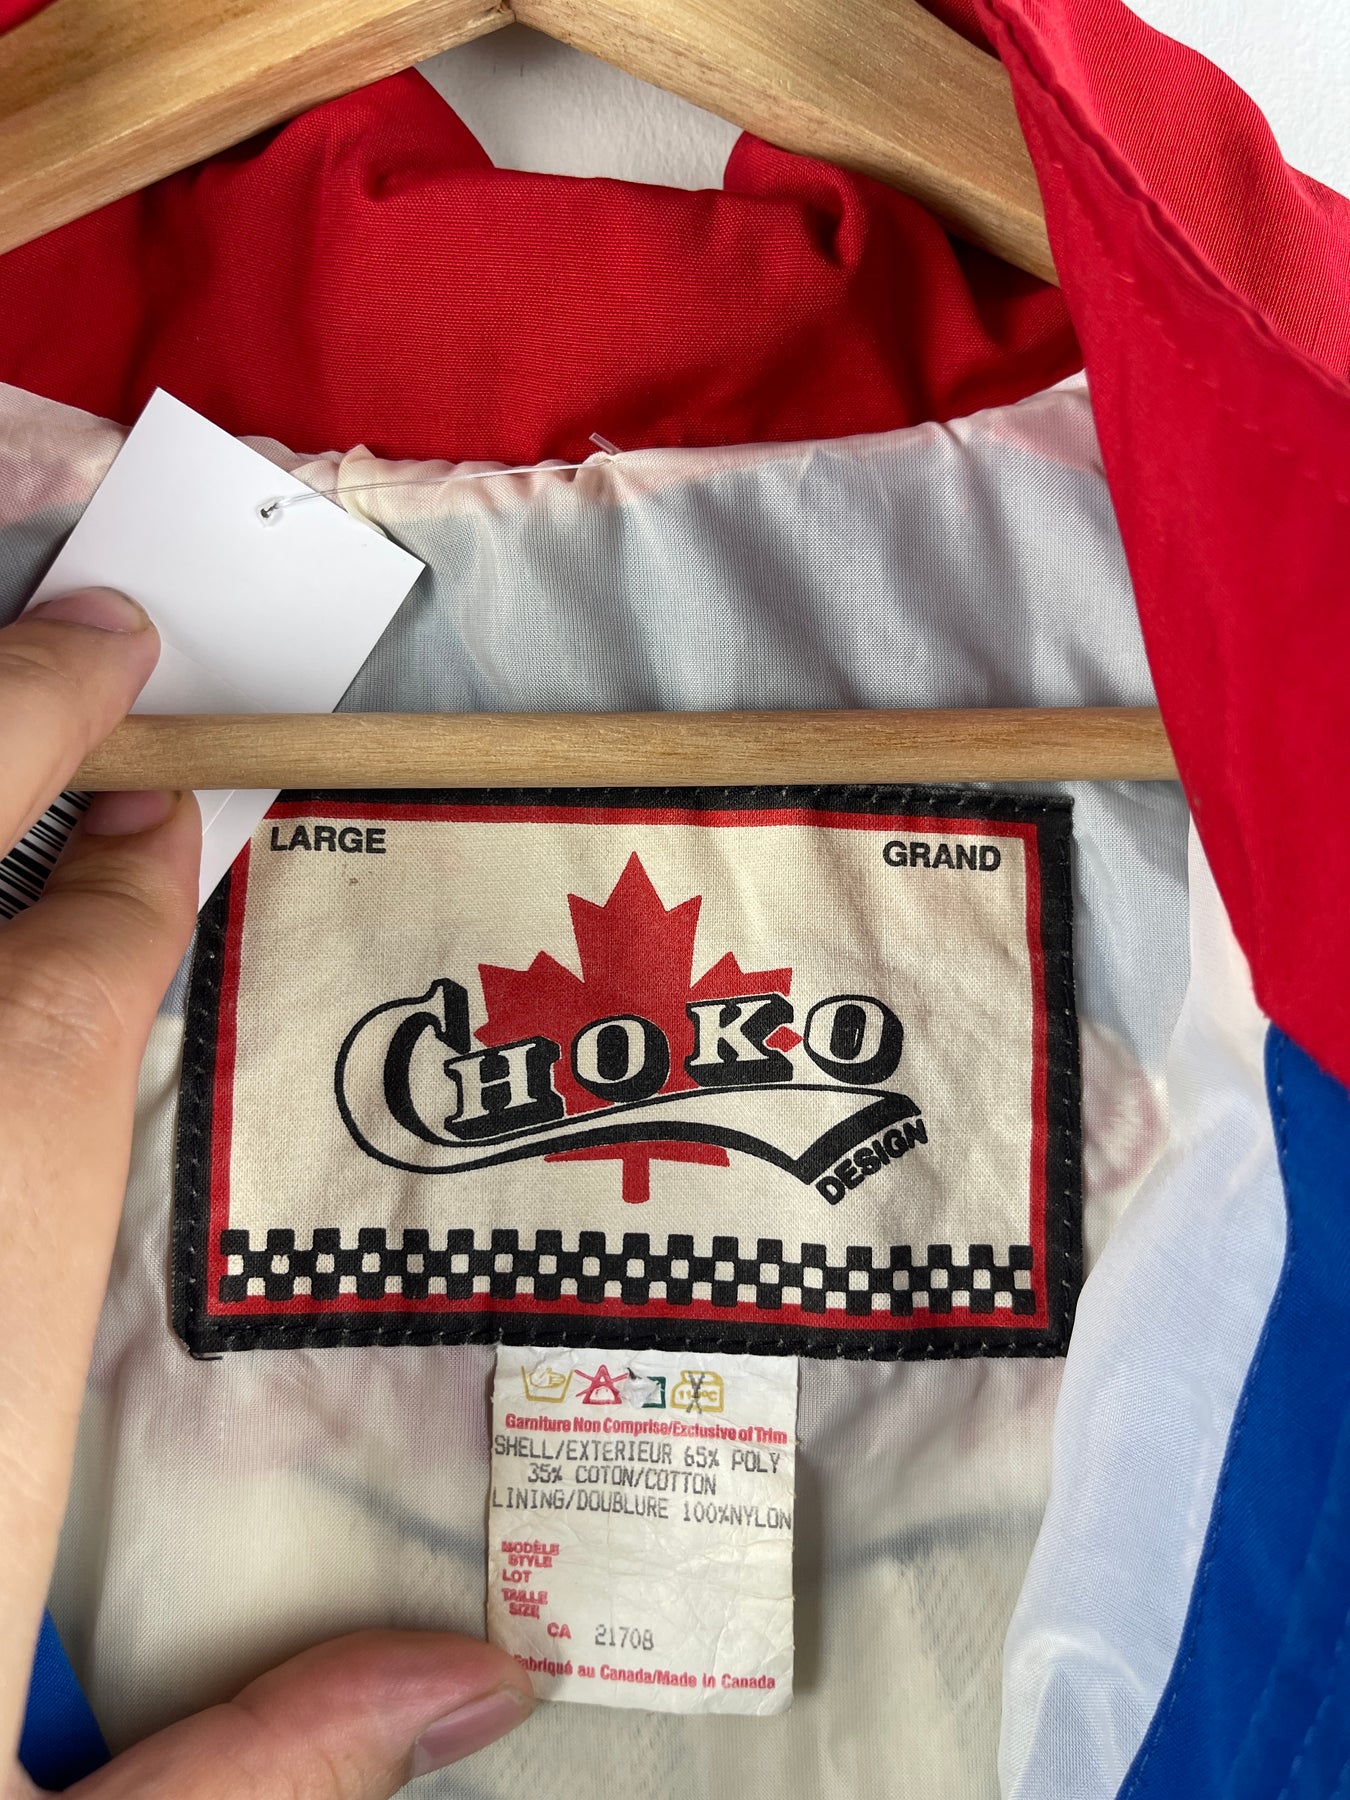 LARGE
GRAND
CHOKO
DESIGN
Garniture Non Comprise/Exclusive of Trim
SHELL/EXTERIEUR 65% POLY
35% COTON/COTTON
LINING/DOUBLURE 100%NYLON
MODÈLE
STYLE
LOT
TAILLE
SIZE
CA 21708
Fabriqué au Canada/Made in Canada